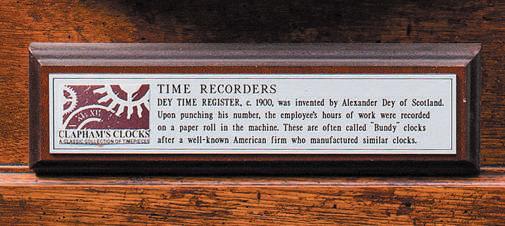 TIME RECORDERS
DEY TIME REGISTER, c. 1900, was invented by Alexander Dey of Scotland.
Upon punching his number, the employee's hours of work were recorded
on a paper roll in the machine. These are often called "Bundy" clocks
after a well-known American firm who manufactured similar clocks.
XI XII I
CLAPHAM'S CLOCKS
A CLASSIC COLLECTION OF TIMEPIECES